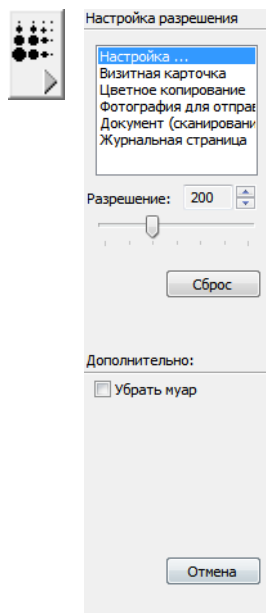 Настройка разрешения
Настройка ...
Визитная карточка
Цветное копирование
Фотография для отправ
Документ (сканировани
Журнальная страница
Разрешение: 200
Сброс
Дополнительно:
Убрать муар
Отмена